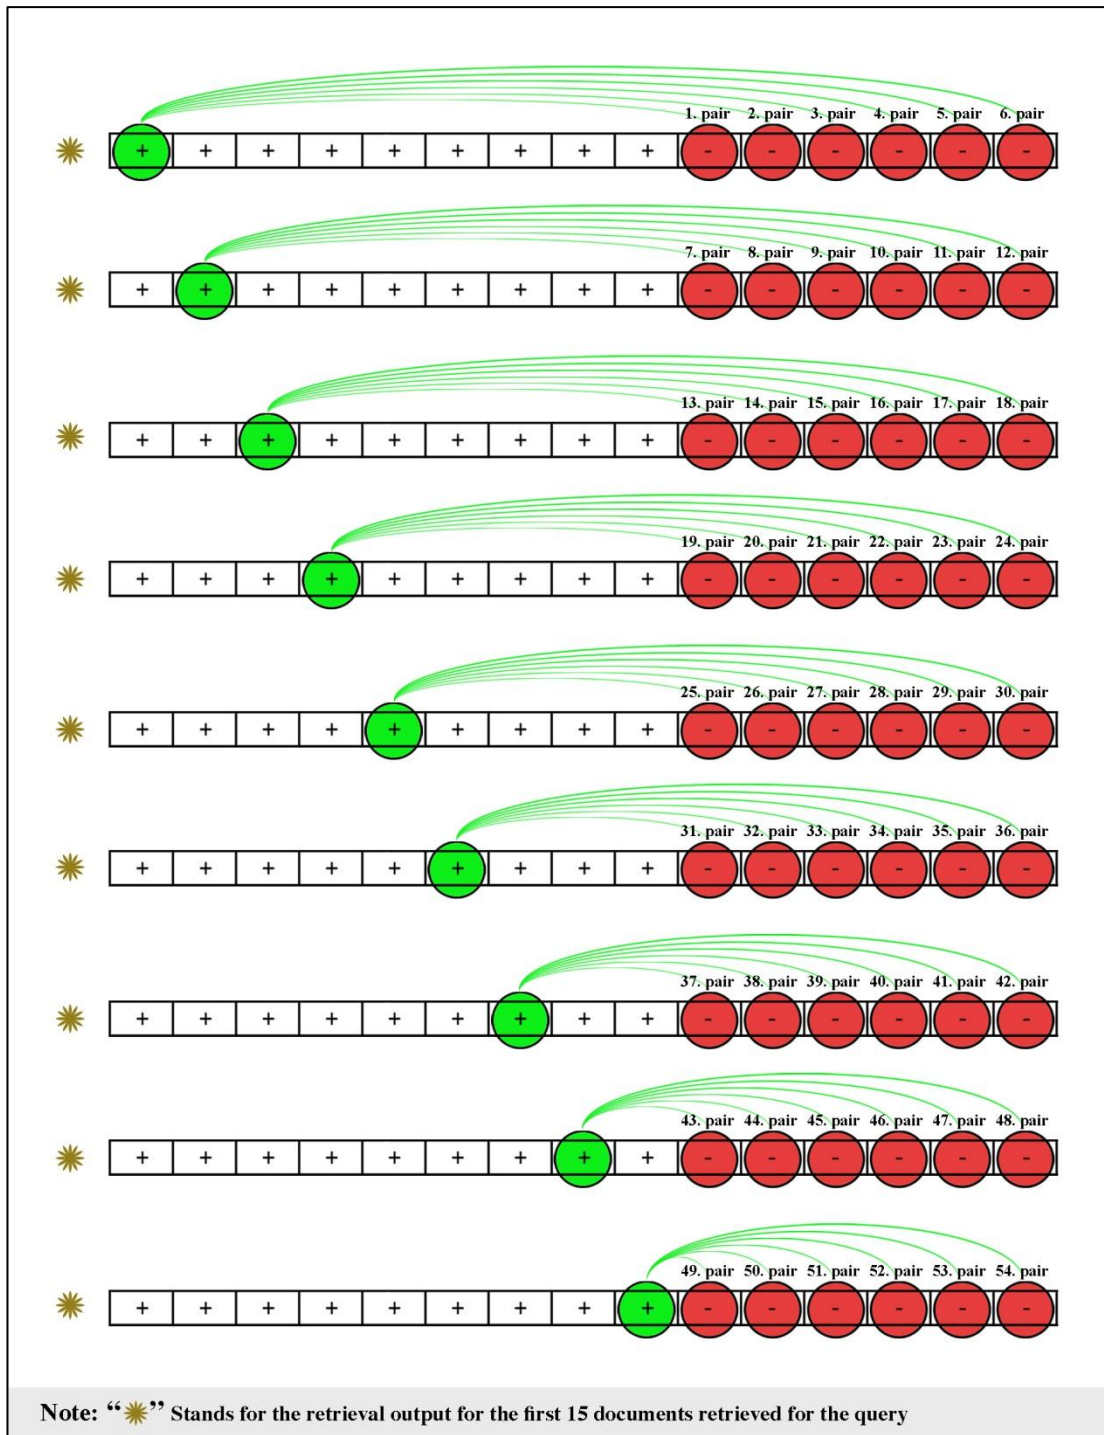 1. pair 2. pair 3. pair 4. pair 5. pair 6. pair
+ + + + + + + + + - - - - - -
7. pair 8. pair 9. pair 10. pair 11. pair 12. pair
+ + + + + + + + + - - - - - -
13. pair 14. pair 15. pair 16. pair 17. pair 18. pair
+ + + + + + + + + - - - - - -
19. pair 20. pair 21. pair 22. pair 23. pair 24. pair
+ + + + + + + + + - - - - - -
25. pair 26. pair 27. pair 28. pair 29. pair 30. pair
+ + + + + + + + + - - - - - -
31. pair 32. pair 33. pair 34. pair 35. pair 36. pair
+ + + + + + + + + - - - - - -
37. pair 38. pair 39. pair 40. pair 41. pair 42. pair
+ + + + + + + + + - - - - - -
43. pair 44. pair 45. pair 46. pair 47. pair 48. pair
+ + + + + + + + + - - - - - -
49. pair 50. pair 51. pair 52. pair 53. pair 54. pair
+ + + + + + + + + - - - - - -
Note: “✷” Stands for the retrieval output for the first 15 documents retrieved for the query